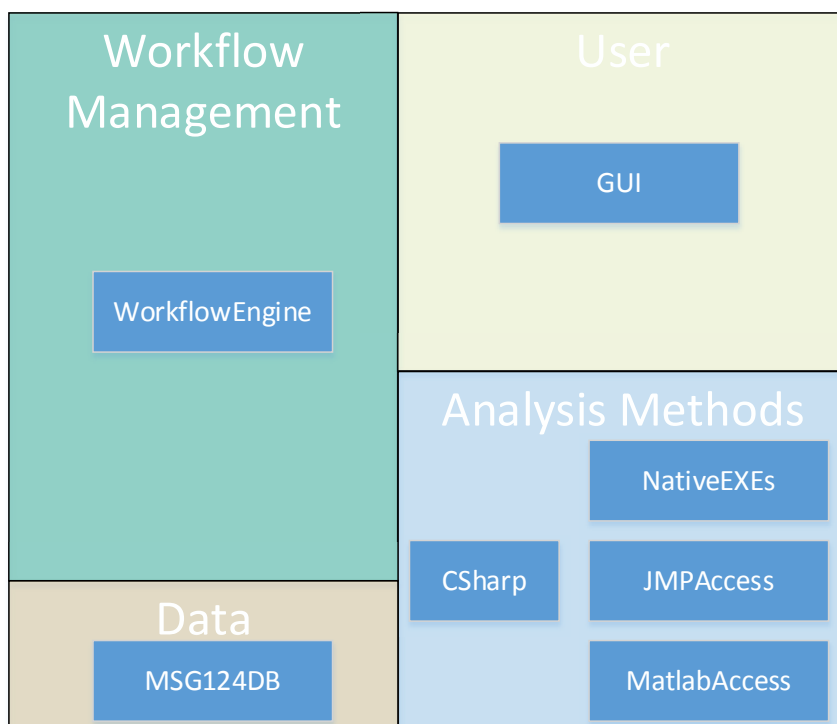 Workflow
Management
WorkflowEngine
User
GUI
Data
MSG124DB
Analysis Methods
NativeEXEs
CSharp
JMPAccess
MatlabAccess